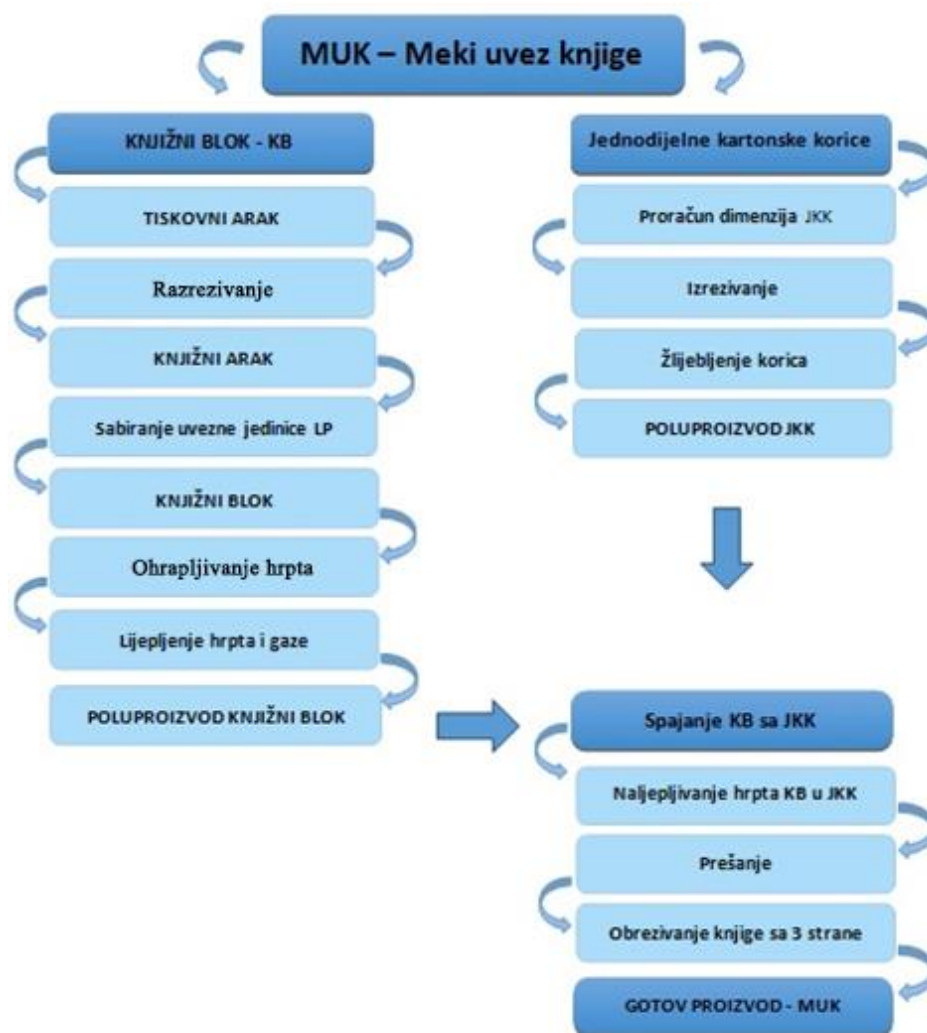 MUK – Meki uvez knjige
KNJIŽNI BLOK - KB
TISKOVNI ARAK
Razrezivanje
KNJIŽNI ARAK
Sabiranje uvezne jedinice LP
KNJIŽNI BLOK
Ohrapljivanje hrpta
Lijepljenje hrpta i gaze
POLUPROIZVOD KNJIŽNI BLOK
Jednodijelne kartonske korice
Proračun dimenzija JKK
Izrezivanje
Žlijebljenje korica
POLUPROIZVOD JKK
Spajanje KB sa JKK
Naljepljivanje hrpta KB u JKK
Prešanje
Obrezivanje knjige sa 3 strane
GOTOV PROIZVOD - MUK